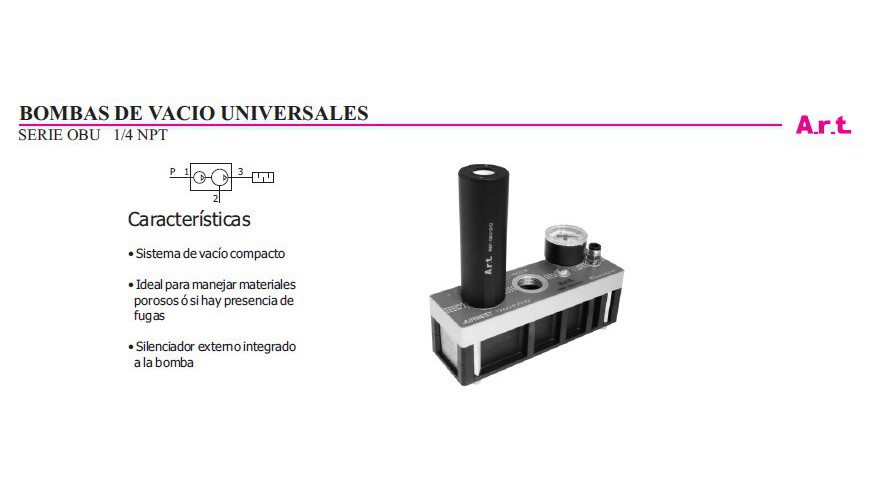 BOMBAS DE VACIO UNIVERSALES
SERIE OBU 1/4 NPT
A.r.t.
P 1 3
2
Características
• Sistema de vacío compacto
• Ideal para manejar materiales
porosos ó si hay presencia de
fugas
• Silenciador externo integrado
a la bomba
A.r.t.